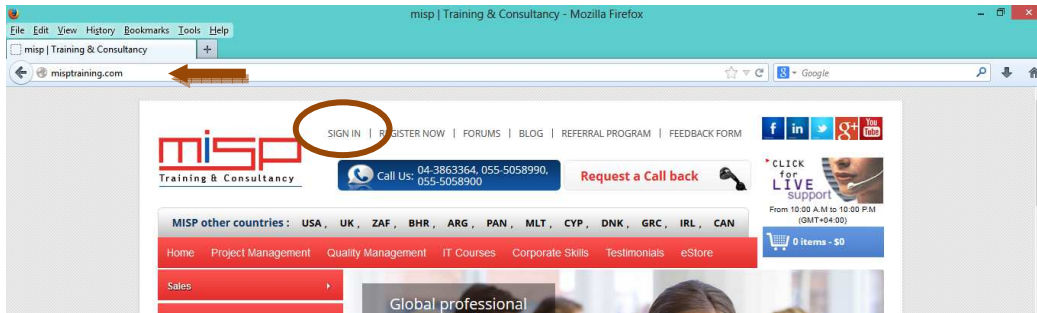 misp | Training & Consultancy - Mozilla Firefox
File Edit View History Bookmarks Tools Help
misp | Training & Consultancy +
misptraining.com
Google
SIGN IN | REGISTER NOW | FORUMS | BLOG | REFERRAL PROGRAM | FEEDBACK FORM
f in g+ You Tube
misp
Training & Consultancy
Call Us: 04-3863364, 055-5058990,
055-5058900
Request a Call back
CLICK
for
LIVE
support
From 10:00 A.M to 10:00 P.M
(GMT+04:00)
MISP other countries : USA , UK , ZAF , BHR , ARG , PAN , MLT , CYP , DNK , GRC , IRL , CAN
0 items - $0
Home Project Management Quality Management IT Courses Corporate Skills Testimonials eStore
Sales
Global professional